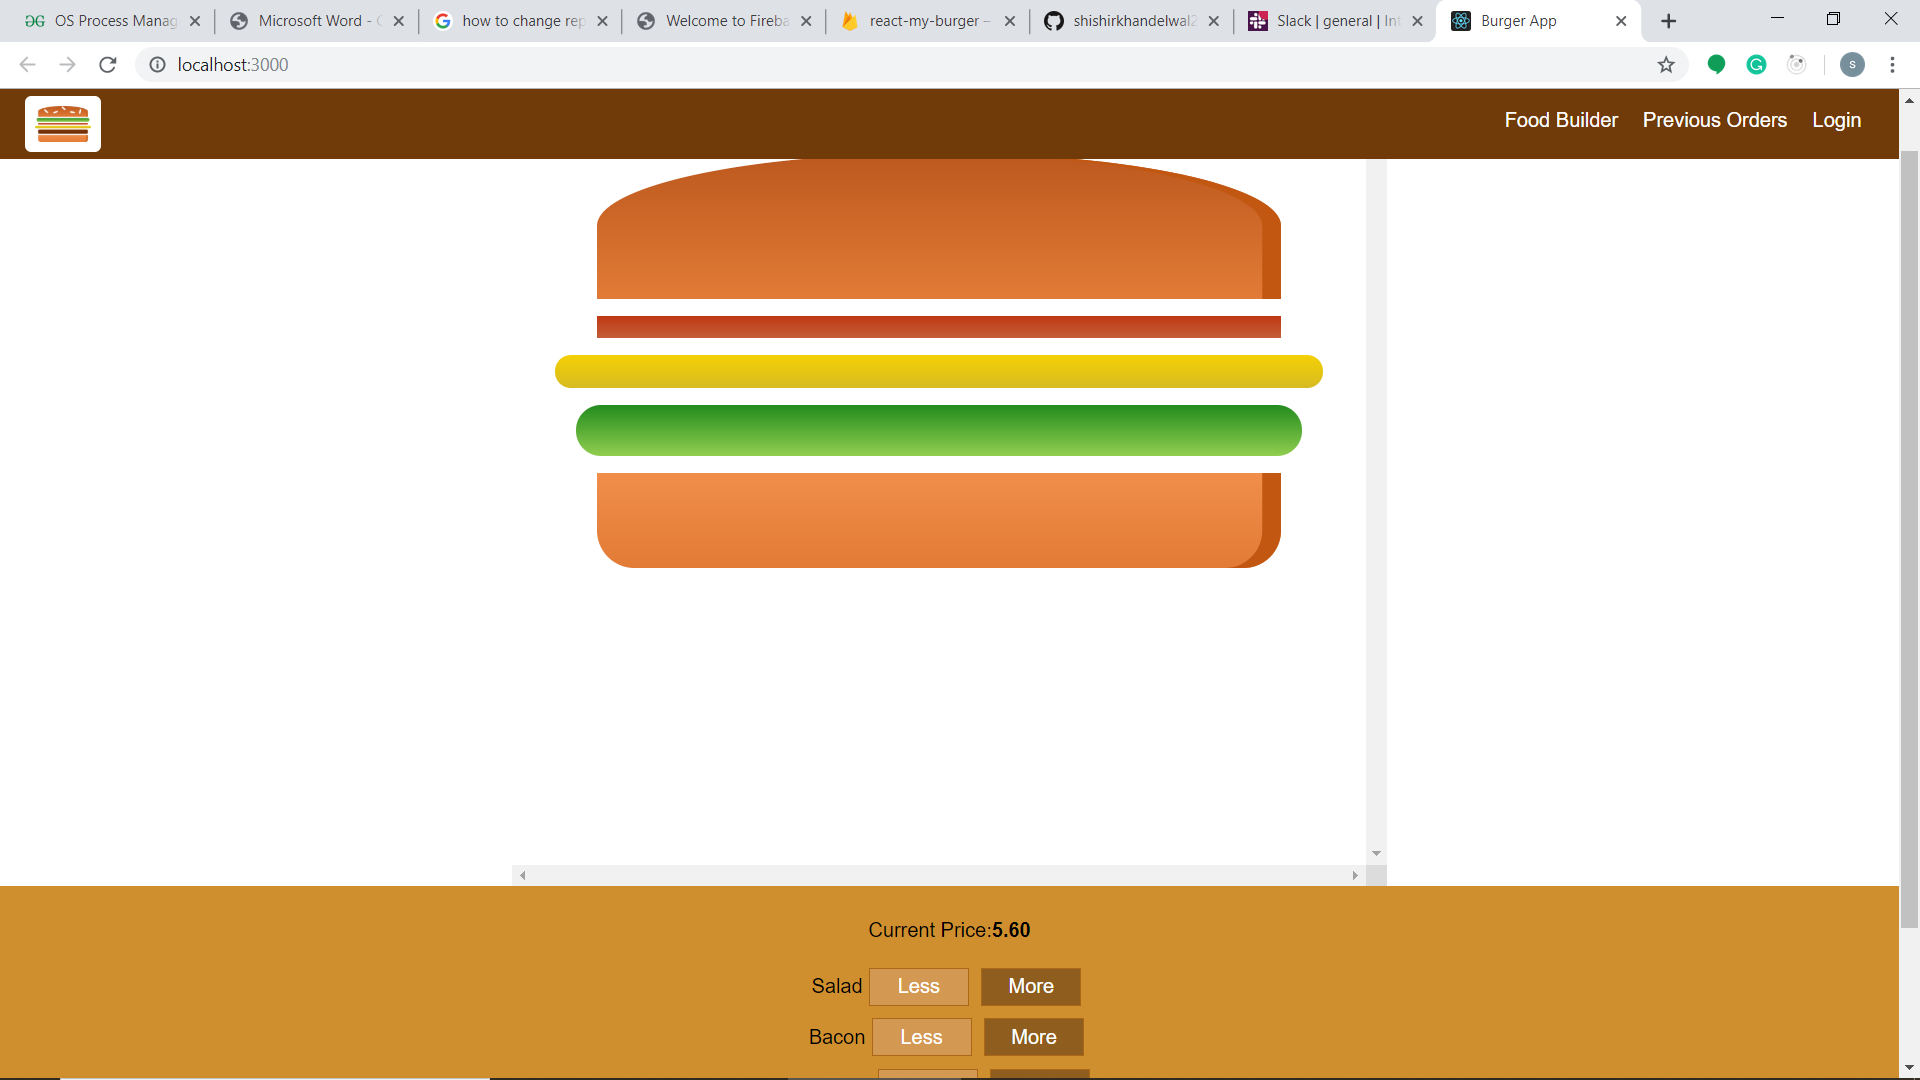 OS Process Manag
Microsoft Word -
how to change rep
Welcome to Fireba
react-my-burger –
shishirkhandelwal2
Slack | general | Int
Burger App
localhost:3000
s
Food Builder Previous Orders Login
Current Price:5.60
Salad Less More
Bacon Less More